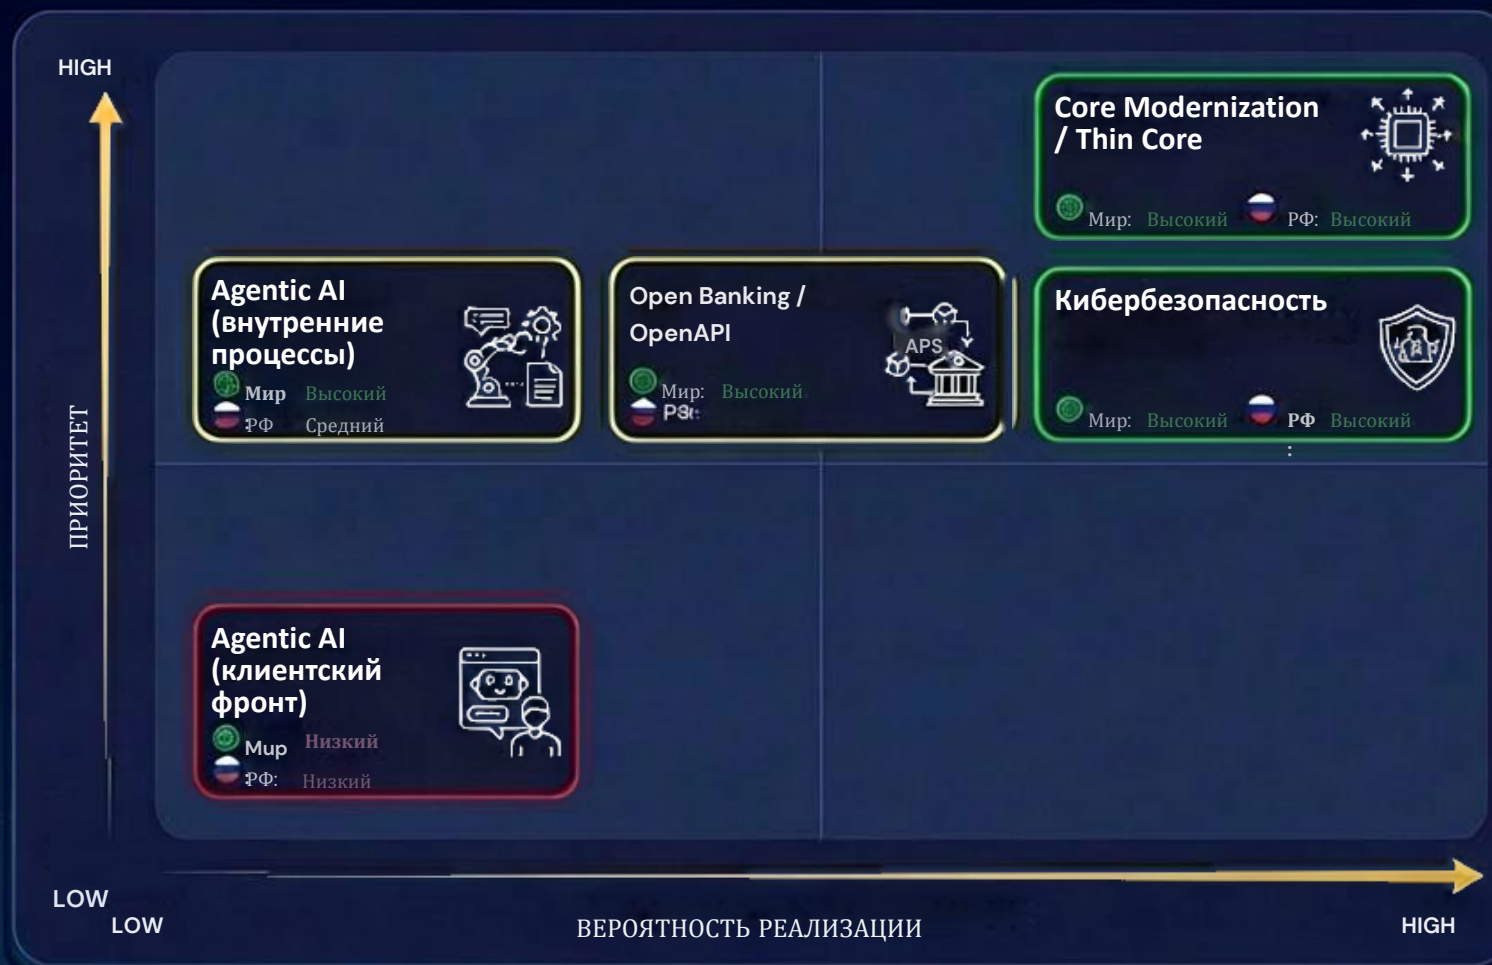 HIGH
Core Modernization
/ Thin Core
Мир: Высокий РФ: Высокий
Agentic AI
(внутренние
процессы)
Мир Высокий
:РФ Средний
Open Banking /
OpenAPI
APS
Мир: Высокий
Кибербезопасность
Мир: Высокий РФ Высокий
:
ПРИОРИТЕТ
Agentic AI
(клиентский
фронт)
Мир Низкий
:РФ: Низкий
LOW
LOW
ВЕРОЯТНОСТЬ РЕАЛИЗАЦИИ
HIGH